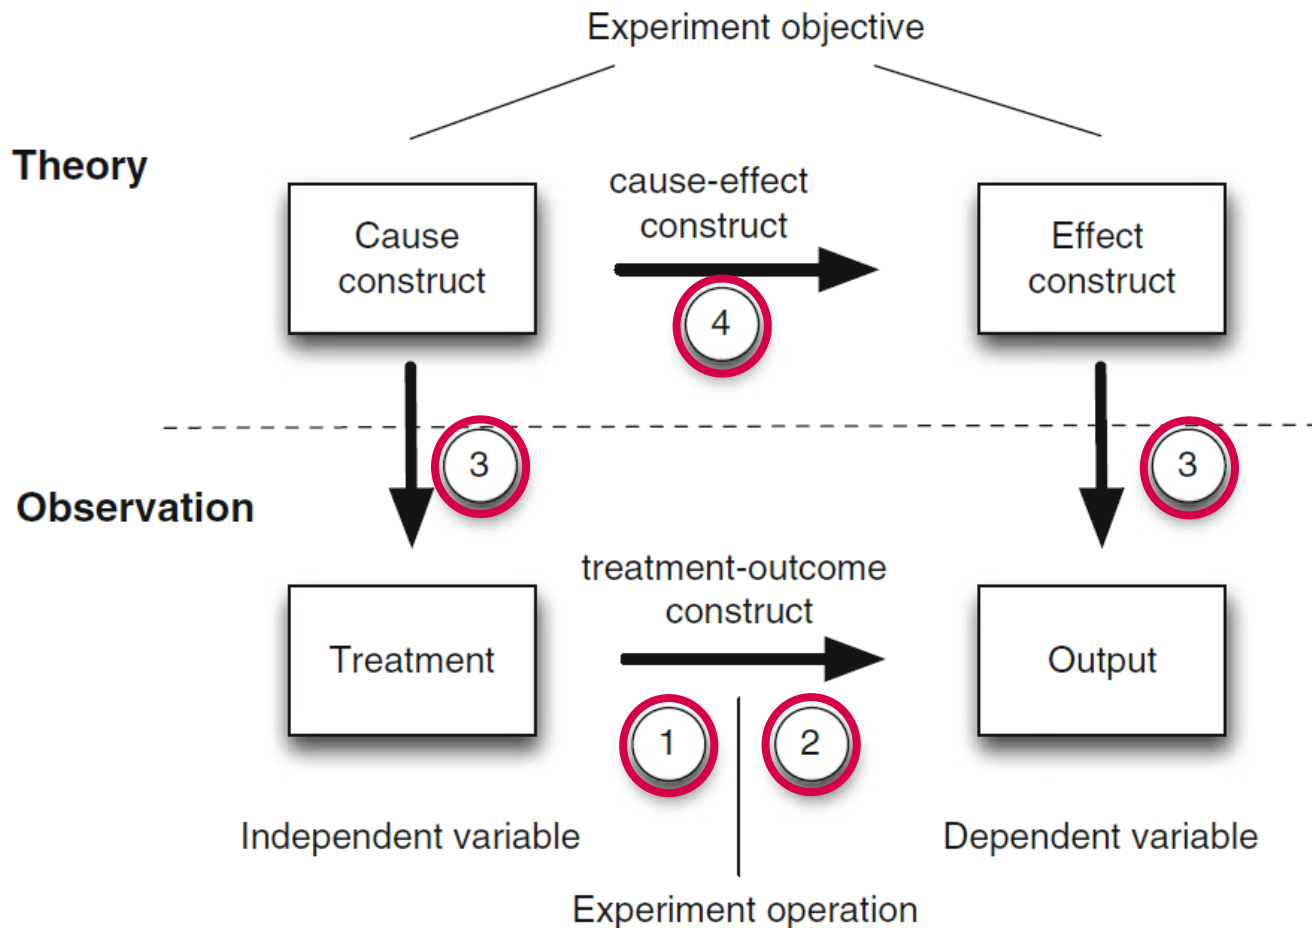 Experiment objective
Theory
cause-effect
construct
Cause
construct
Effect
construct
4
3
3
Observation
treatment-outcome
construct
Treatment
Output
1
2
Independent variable
Dependent variable
Experiment operation